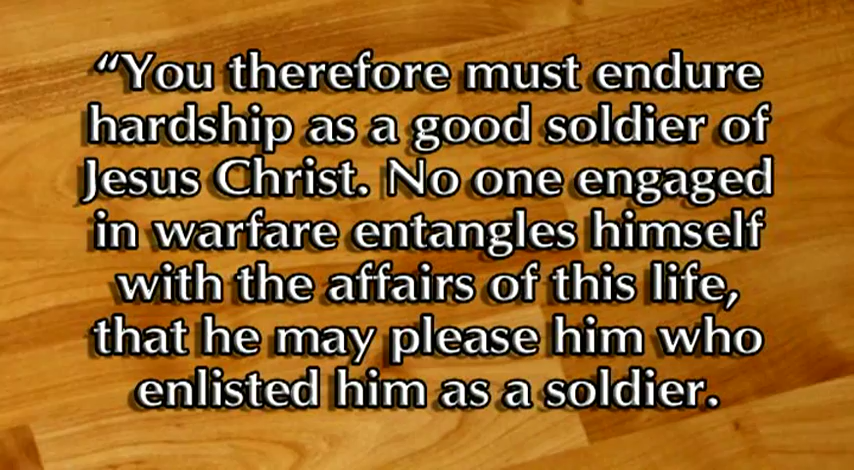 “You therefore must endure
hardship as a good soldier of
Jesus Christ. No one engaged
in warfare entangles himself
with the affairs of this life,
that he may please him who
enlisted him as a soldier.